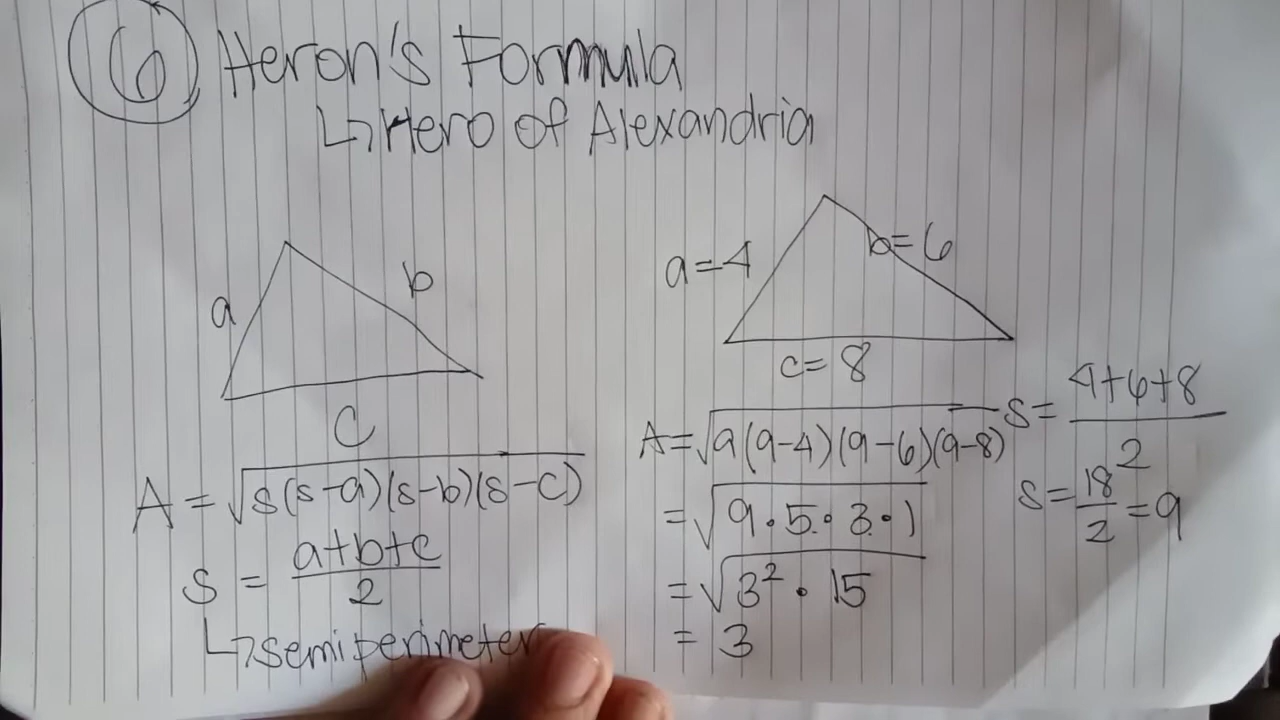 6 Heron's Formula
↳ Hero of Alexandria
a
b
c
A = √s(s-a)(s-b)(s-c)
s = a+b+c / 2
↳ semiperimeter
a=4
b=6
c=8
A=√9(9-4)(9-6)(9-8)
=√9·5·3·1
=√3²·15
= 3
s= 4+6+8 / 2
s= 18/2 = 9